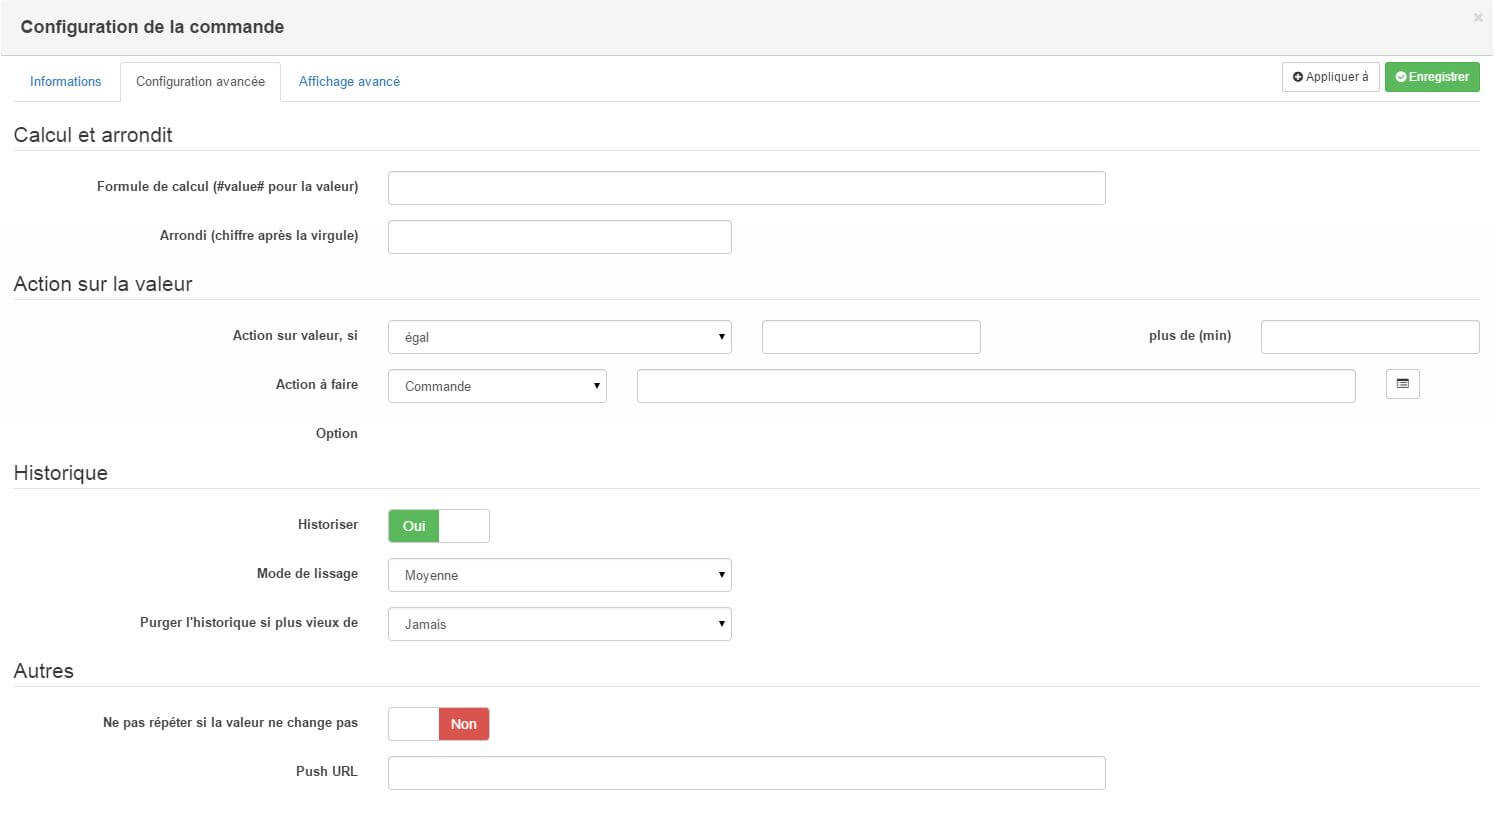 Configuration de la commande
×
Informations
Configuration avancée
Affichage avancé
Appliquer à
Enregistrer
Calcul et arrondit
Formule de calcul (#value# pour la valeur)
Arrondi (chiffre après la virgule)
Action sur la valeur
Action sur valeur, si
égal
plus de (min)
Action à faire
Commande
Option
Historique
Historiser
Oui
Mode de lissage
Moyenne
Purger l'historique si plus vieux de
Jamais
Autres
Ne pas répéter si la valeur ne change pas
Non
Push URL